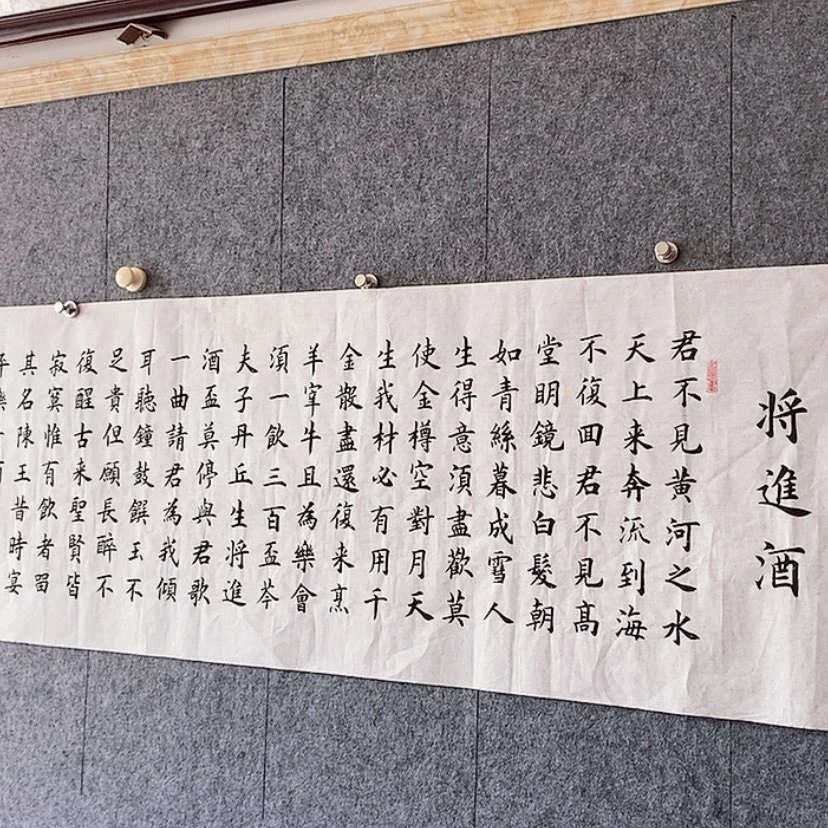 将進酒
君不見黄河之水
天上来奔流到海
不復囬君不見髙
堂眀鏡悲白髮朝
如青絲暮成雪人
生得意湏盡歡莫
使金樽空對月天
生我材必有用千
金散盡還復来烹
羊宰牛且為樂會
湏一飲三百盃岑
夫子丹丘生将進
酒盃莫停與君歌
一曲請君為我傾
耳聽鐘鼓饌玉不
足貴但願長醉不
復醒古来聖賢皆
寂寞惟有飲者留
其名陳王昔時宴